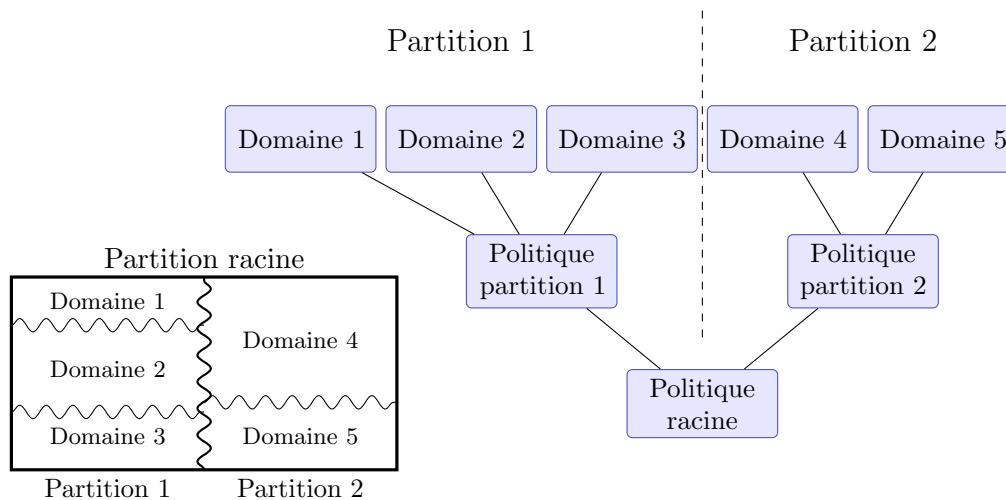 Partition 1
Partition 2
Domaine 1
Domaine 2
Domaine 3
Domaine 4
Domaine 5
Politique
partition 1
Politique
partition 2
Politique
racine
Partition racine
Domaine 1
Domaine 2
Domaine 3
Domaine 4
Domaine 5
Partition 1
Partition 2